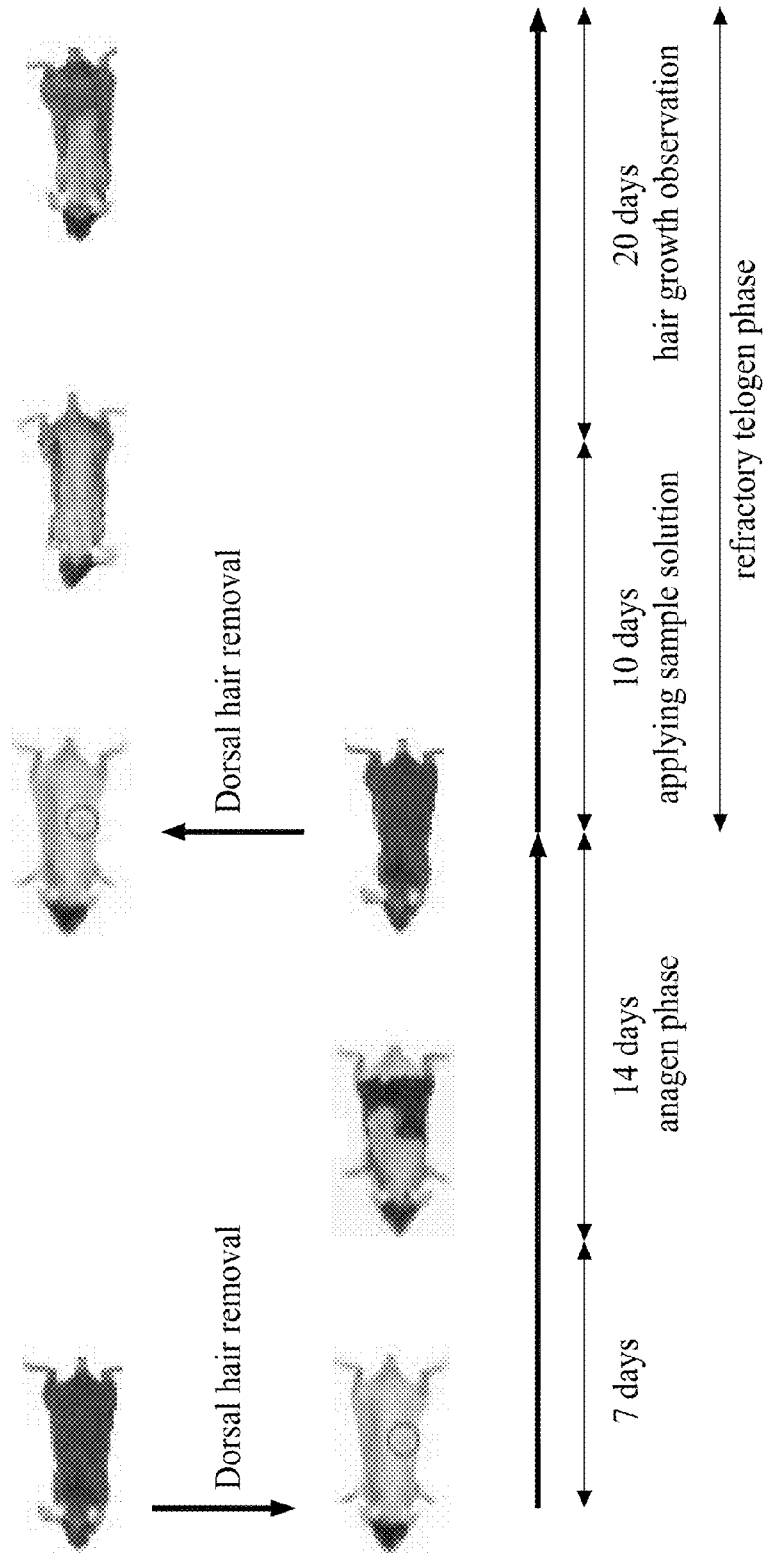 Dorsal hair removal
Dorsal hair removal
7 days
14 days
anagen phase
10 days
applying sample solution
20 days
hair growth observation
refractory telogen phase